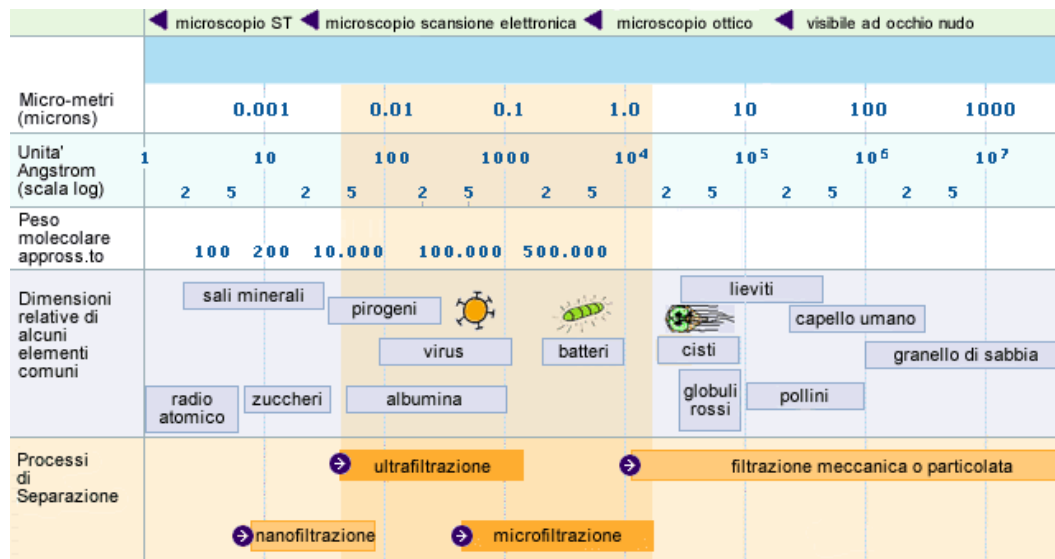 microscopio ST microscopio scansione elettronica microscopio ottico visibile ad occhio nudo
Micro-metri
(microns)
0.001 0.01 0.1 1.0 10 100 1000
Unita'
Angstrom
(scala log)
1 10 100 1000 10⁴ 10⁵ 10⁶ 10⁷
2 5 2 5 2 5 2 5 2 5 2 5 2 5
Peso
molecolare
appross.to
100 200 10.000 100.000 500.000
Dimensioni
relative di
alcuni
elementi
comuni
sali minerali
pirogeni
lieviti
capello umano
virus
batteri
cisti
granello di sabbia
radio
atomico
zuccheri
albumina
globuli
rossi
pollini
Processi
di
Separazione
ultrafiltrazione
filtrazione meccanica o particolata
nanofiltrazione
microfiltrazione